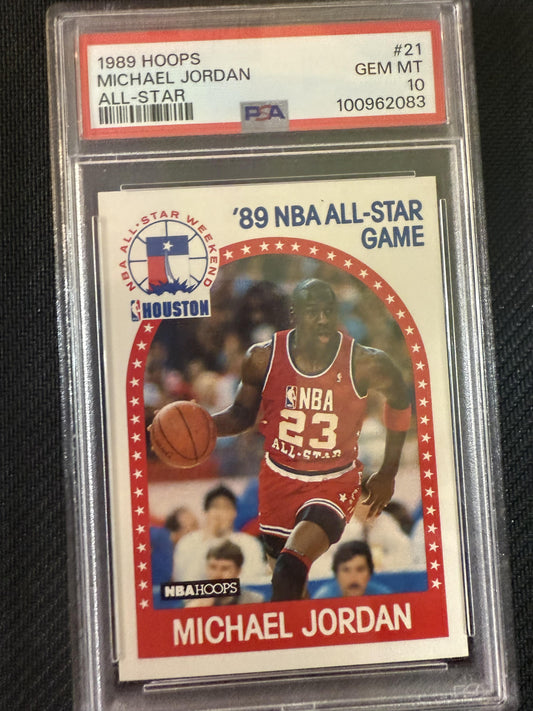 1989 HOOPS #21
MICHAEL JORDAN GEM MT
ALL-STAR 10
PSA 100962083
NBA ALL-STAR WEEKEND
HOUSTON
'89 NBA ALL-STAR
GAME
NBA
23
ALL-STAR
NBA HOOPS
MICHAEL JORDAN